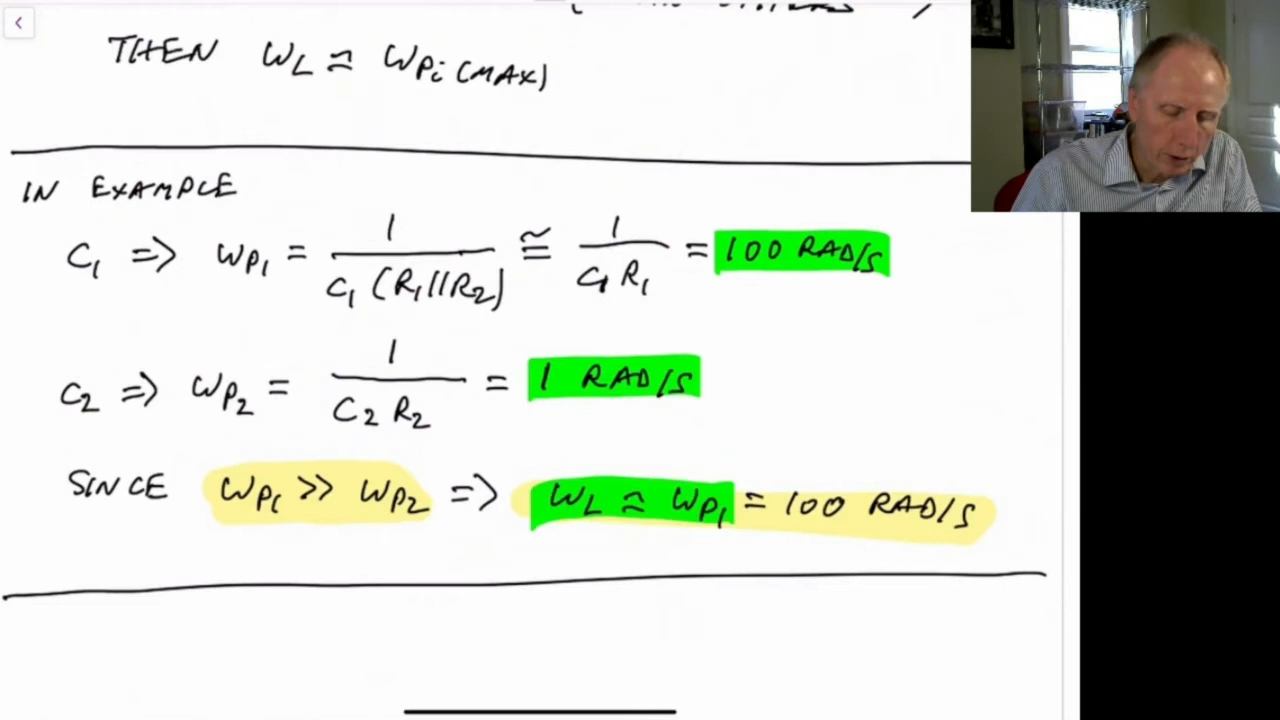 THEN ωL ≈ ωPi (MAX)
IN EXAMPLE
C1 => ωP1 = 1 / C1 (R1||R2) ≅ 1 / C1 R1 = 100 RAD/S
C2 => ωP2 = 1 / C2 R2 = 1 RAD/S
SINCE ωP1 >> ωP2 => ωL ≈ ωP1 = 100 RAD/S